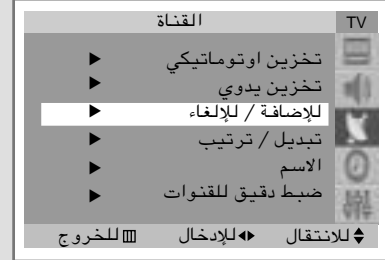 TV القناة
تخزين اوتوماتيكي
تخزين يدوي
للإضافة / للإلغاء
تبديل / ترتيب
الاسم
ضبط دقيق للقنوات
للانتقال للإدخال للخروج